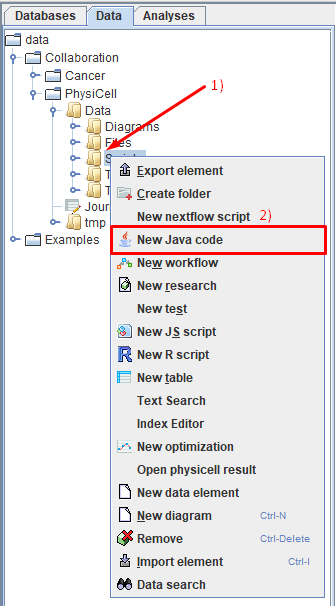 Databases Data Analyses
data
Collaboration
Cancer
1)
PhysiCell
Data
Diagrams
Files
Export element
Create folder
New nextflow script 2)
Jour
New Java code
tmp
Examples
New workflow
New research
New test
New JS script
New R script
New table
Text Search
Index Editor
New optimization
Open physicell result
New data element
New diagram Ctrl-N
Remove Ctrl-Delete
Import element Ctrl-I
Data search